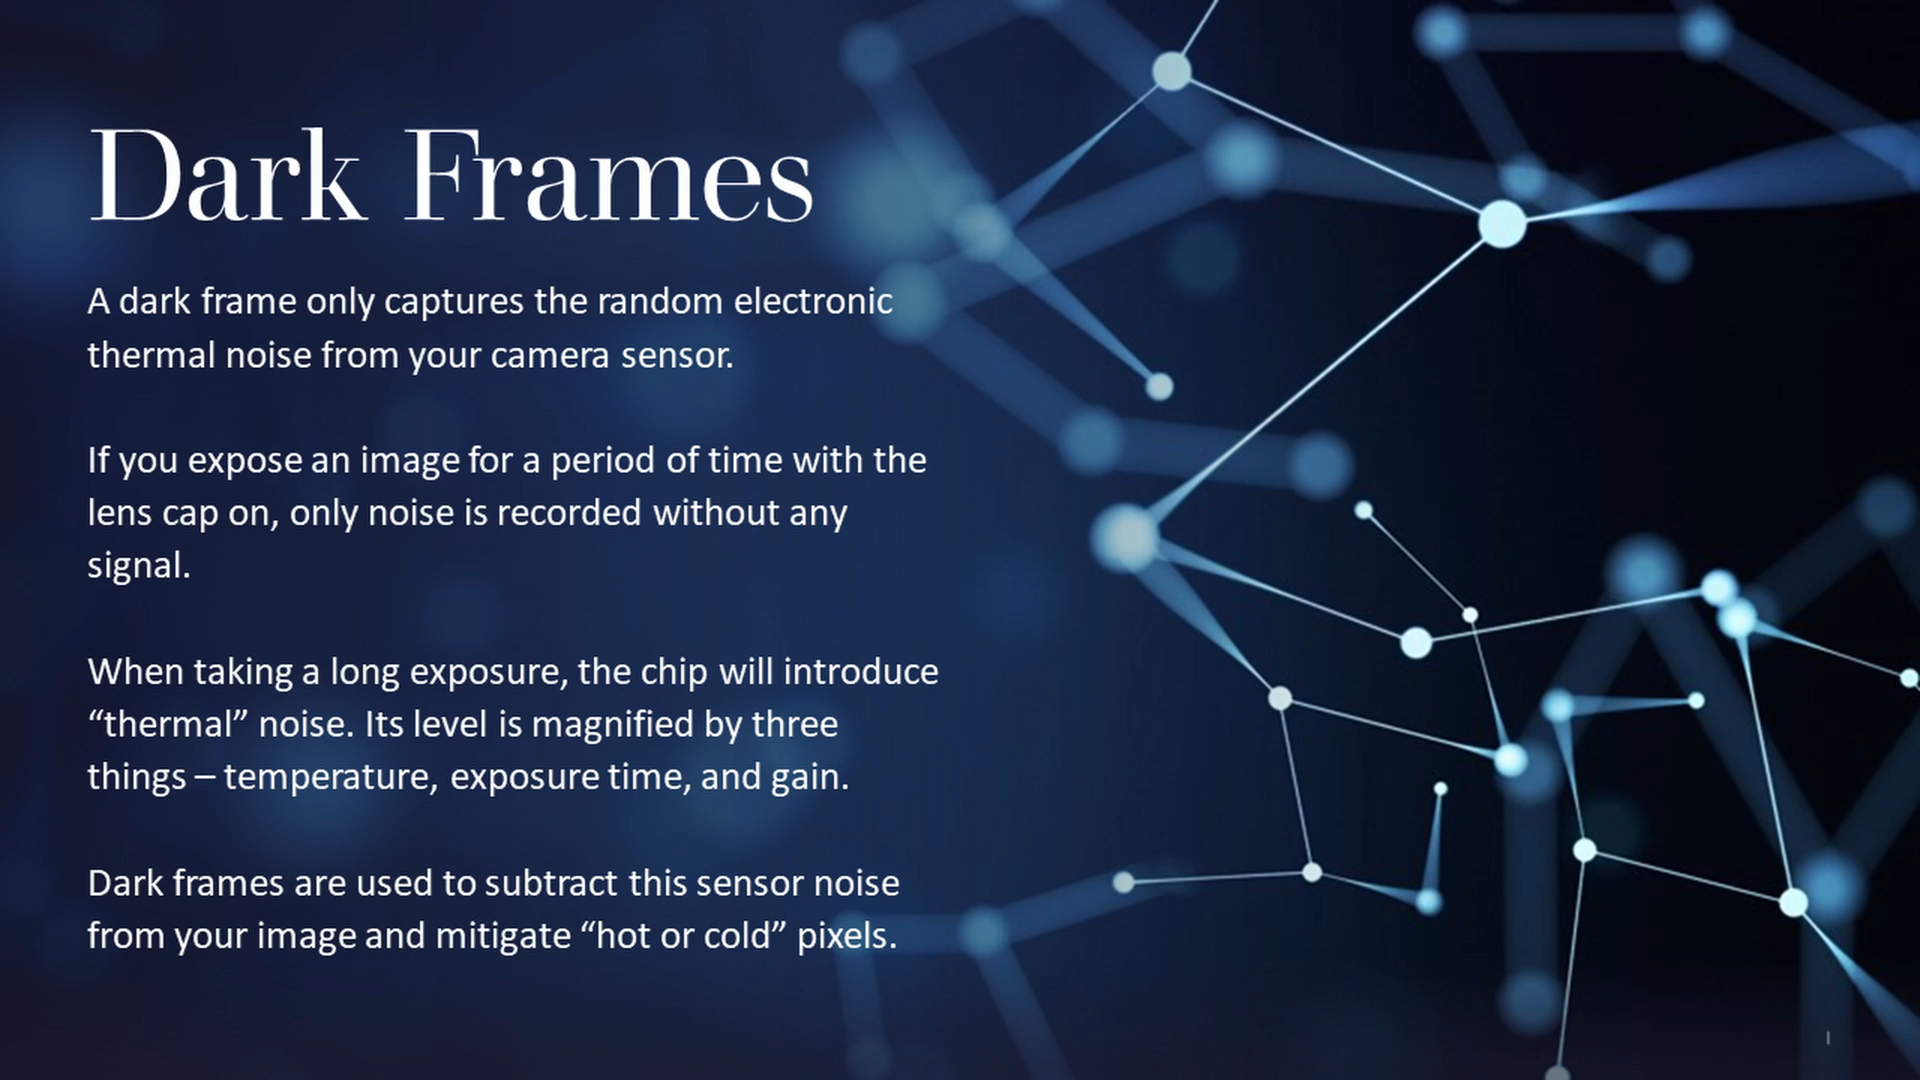 Dark Frames
A dark frame only captures the random electronic
thermal noise from your camera sensor.
If you expose an image for a period of time with the
lens cap on, only noise is recorded without any
signal.
When taking a long exposure, the chip will introduce
“thermal” noise. Its level is magnified by three
things – temperature, exposure time, and gain.
Dark frames are used to subtract this sensor noise
from your image and mitigate “hot or cold” pixels.